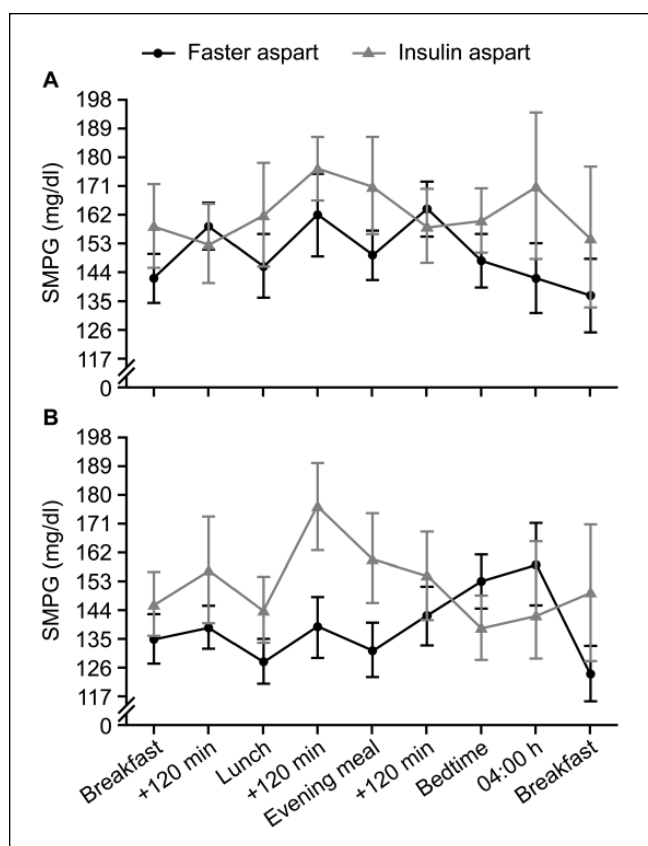 Faster aspart Insulin aspart
A
SMPG (mg/dl)
198
189
180
171
162
153
144
135
126
117
0
B
SMPG (mg/dl)
198
189
180
171
162
153
144
135
126
117
0
Breakfast
+120 min
Lunch
+120 min
Evening meal
+120 min
Bedtime
04:00 h
Breakfast